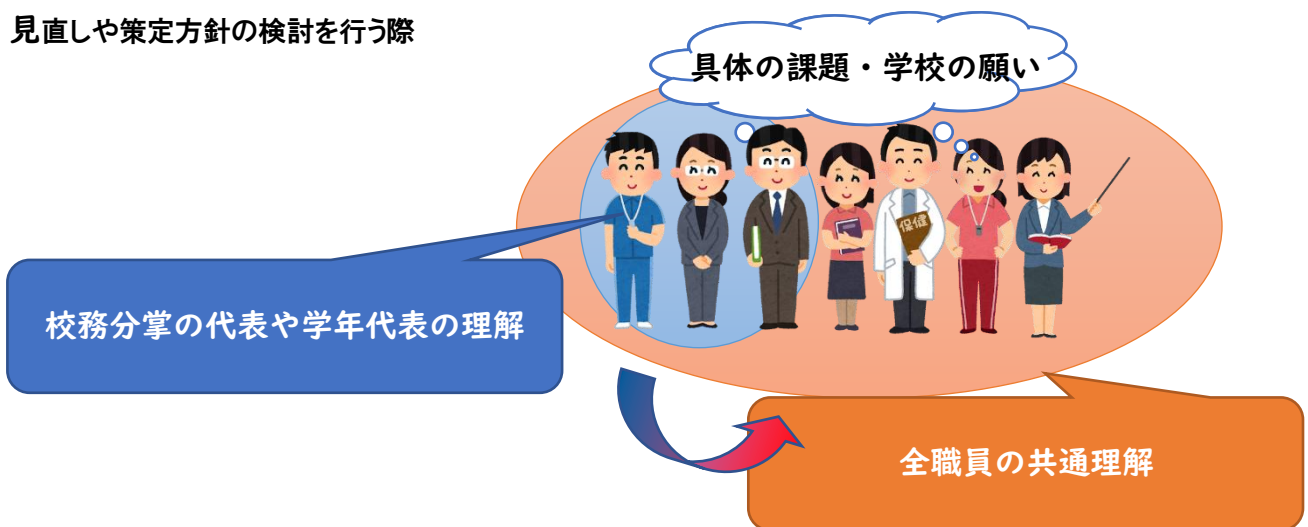 見直しや策定方針の検討を行う際
具体の課題・学校の願い
保健
校務分掌の代表や学年代表の理解
全職員の共通理解